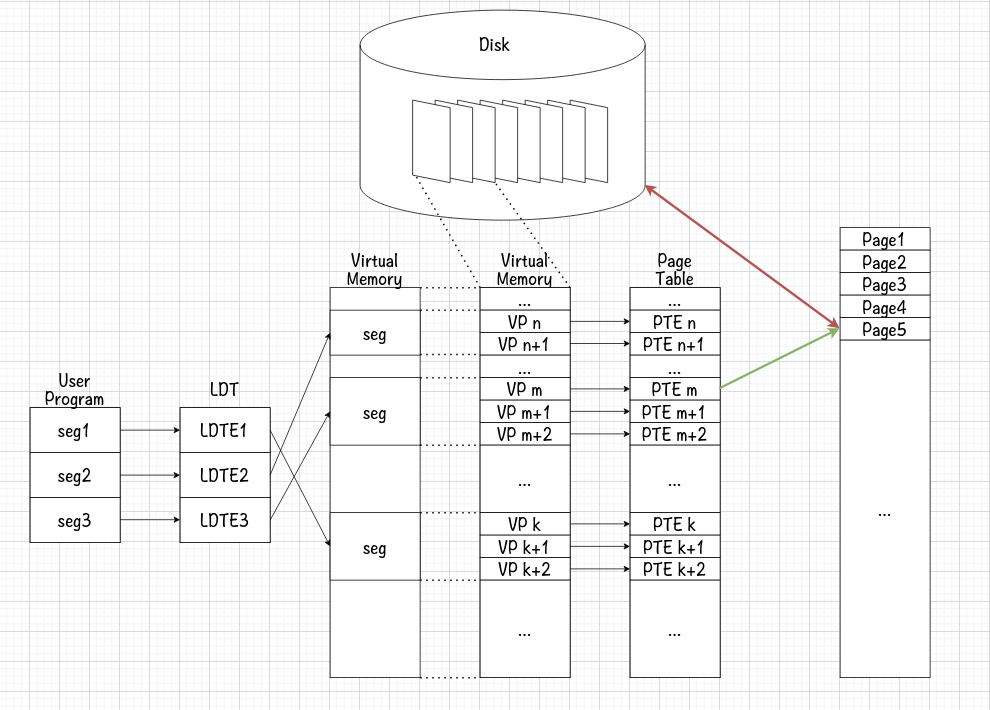 Disk
Virtual
Memory
Virtual
Memory
Page
Table
Page1
Page2
Page3
Page4
Page5
...
User
Program
seg1
seg2
seg3
LDT
LDTE1
LDTE2
LDTE3
seg
seg
seg
...
VP n
VP n+1
...
VP m
VP m+1
VP m+2
...
VP k
VP k+1
VP k+2
...
...
PTE n
PTE n+1
...
PTE m
PTE m+1
PTE m+2
...
PTE k
PTE k+1
PTE k+2
...